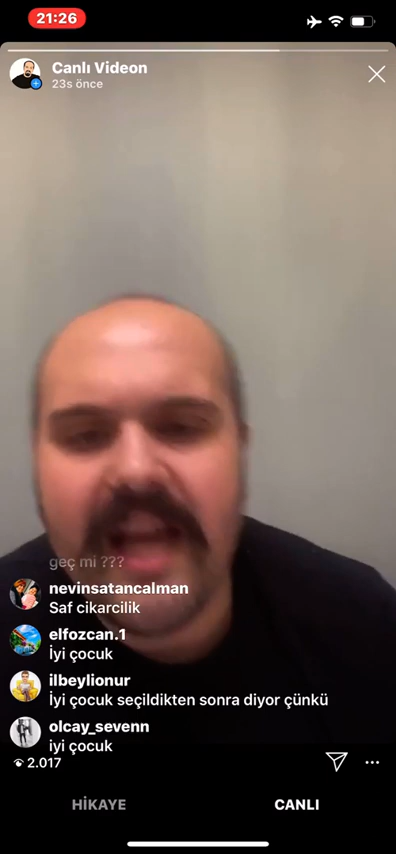 21:26
Canlı Videon
23s önce
geç mi ???
nevinsatancalman
Saf cikarcilik
elfozcan.1
İyi çocuk
ilbeylionur
İyi çocuk seçildikten sonra diyor çünkü
olcay_sevenn
iyi çocuk
2.017
HİKAYE
CANLI